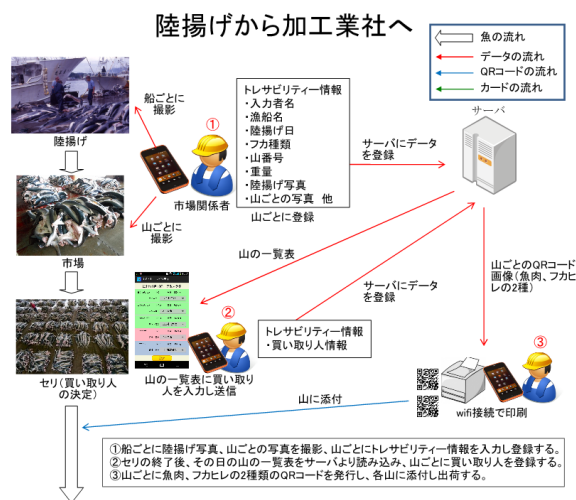 陸揚げから加工業社へ
魚の流れ
データの流れ
QRコードの流れ
カードの流れ
船ごとに
撮影
陸揚げ
①
市場関係者
トレサビリティー情報
・入力者名
・漁船名
・陸揚げ日
・フカ種類
・山番号
・重量
・陸揚げ写真
・山ごとの写真 他
山ごとに登録
サーバにデータ
を登録
サーバ
山ごとに
撮影
市場
山の一覧表
サーバにデータ
を登録
山ごとのQRコード
画像(魚肉、フカヒ
レの2種)
②
トレサビリティー情報
・買い取り人情報
③
セリ(買い取り人
の決定)
山の一覧表に買い取り
人を入力し送信
山に添付
wifi接続で印刷
①船ごとに陸揚げ写真、山ごとの写真を撮影、山ごとにトレサビリティー情報を入力し登録する。
②セリの終了後、その日の山の一覧表をサーバより読み込み、山ごとに買い取り人を登録する。
③山ごとに魚肉、フカヒレの2種類のQRコードを発行し、各山に添付し出荷する。